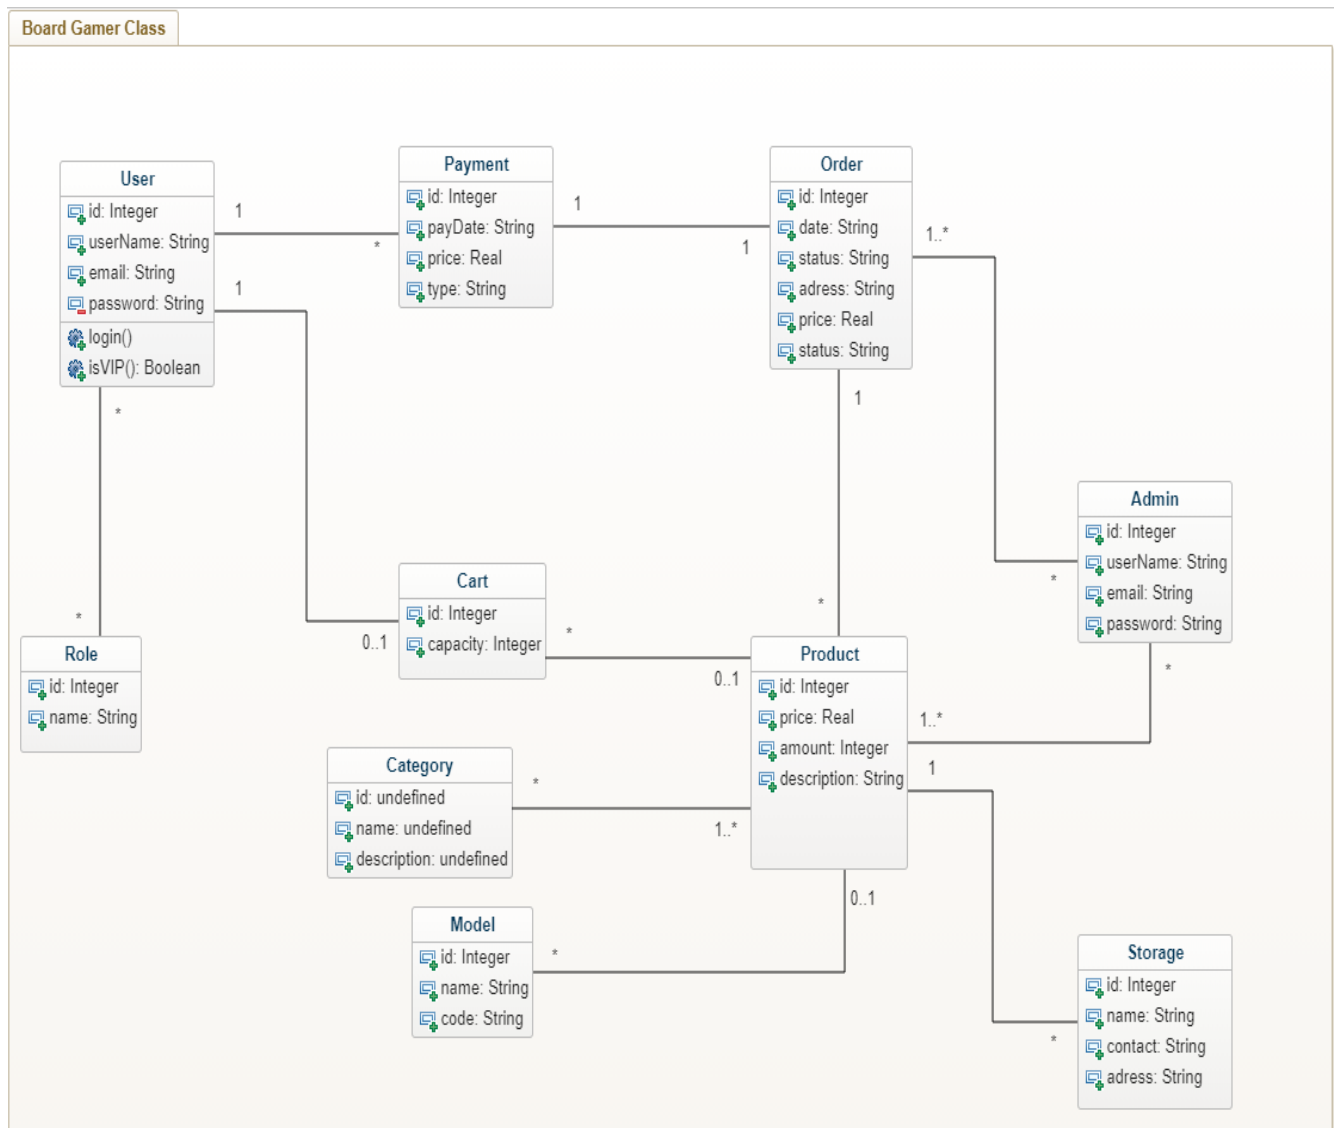 Board Gamer Class
User
id: Integer
userName: String
email: String
password: String
login()
isVIP(): Boolean
1
*
1
Payment
id: Integer
payDate: String
price: Real
type: String
1
1
Order
id: Integer
date: String
status: String
adress: String
price: Real
status: String
1..*
1
*
*
*
Admin
id: Integer
userName: String
email: String
password: String
*
Cart
id: Integer
capacity: Integer
0..1
*
0..1
*
Role
id: Integer
name: String
Product
id: Integer
price: Real
amount: Integer
description: String
1..*
1
Category
id: undefined
name: undefined
description: undefined
*
1..*
0..1
Model
id: Integer
name: String
code: String
*
Storage
id: Integer
name: String
contact: String
adress: String
*